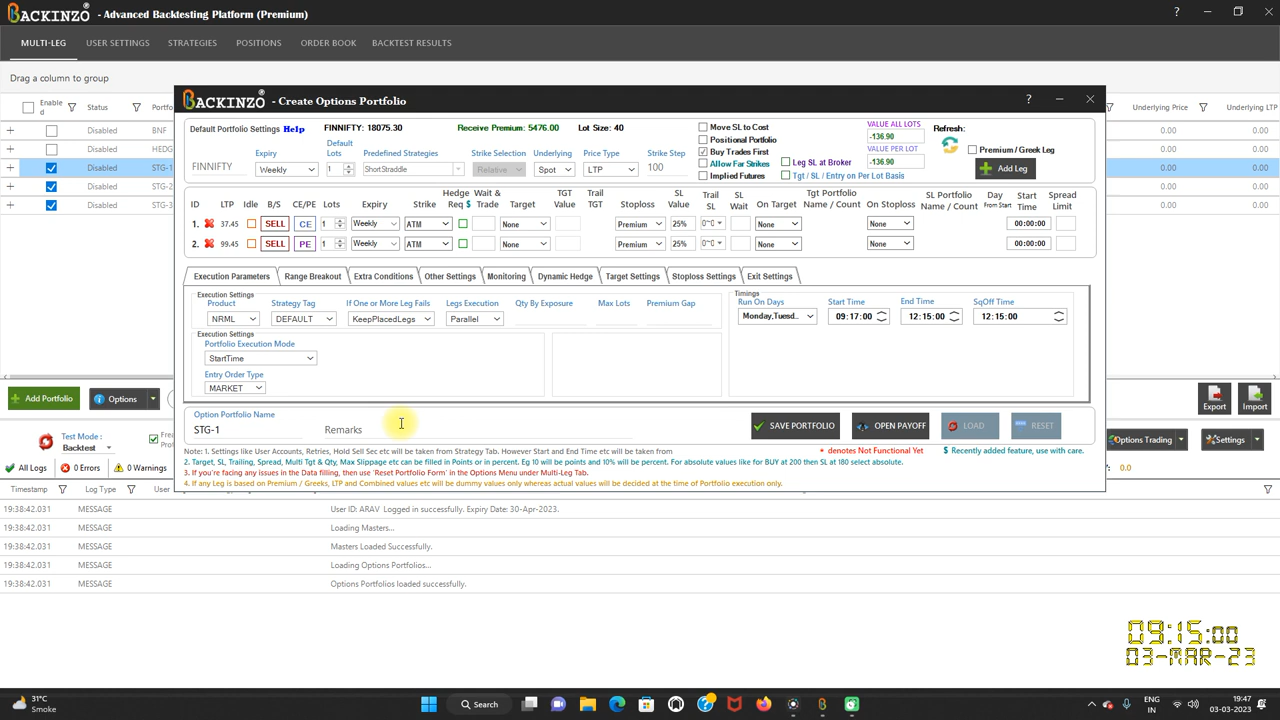 BACKINZO - Advanced Backtesting Platform (Premium)
MULTI-LEG USER SETTINGS STRATEGIES POSITIONS ORDER BOOK BACKTEST RESULTS
Drag a column to group
Enable
d Status Portfo Underlying Price Underlying LTP
Disabled BNF 0.00 0.00
Disabled HEDG 0.00 0.00
Disabled STG-1 0.00 0.00
Disabled STG-2 0.00 0.00
Disabled STG-3 0.00 0.00
BACKINZO - Create Options Portfolio
Default Portfolio Settings Help FINNIFTY: 18075.30 Receive Premium: 5476.00 Lot Size: 40
FINNIFTY
Expiry Weekly
Default
Lots 1
Predefined Strategies ShortStraddle
Strike Selection Relative
Underlying Spot
Price Type LTP
Strike Step 100
Move SL to Cost
Positional Portfolio
Buy Trades First
Allow Far Strikes
Implied Futures
VALUE ALL LOTS
-136.90
VALUE PER LOT
-136.90
Leg SL at Broker
Tgt / SL / Entry on Per Lot Basis
Refresh:
Premium / Greek Leg
Add Leg
ID LTP Idle B/S CE/PE Lots Expiry Strike Hedge
Req $ Wait &
Trade Target TGT
Value Trail
TGT Stoploss SL
Value Trail
SL SL
Wait On Target Tgt Portfolio
Name / Count On Stoploss SL Portfolio
Name / Count Day
From Start Start
Time Spread
Limit
1. 37.45 SELL CE 1 Weekly ATM None Premium 25% None None 00:00:00
2. 99.45 SELL PE 1 Weekly ATM None Premium 25% None None 00:00:00
Execution Parameters Range Breakout Extra Conditions Other Settings Monitoring Dynamic Hedge Target Settings Stoploss Settings Exit Settings
Execution Settings
Product Strategy Tag If One or More Leg Fails Legs Execution Qty By Exposure Max Lots Premium Gap
NRML DEFAULT KeepPlacedLegs Parallel
Timings
Run On Days Start Time End Time SqOff Time
Monday,Tuesd.. 09:17:00 12:15:00 12:15:00
Execution Settings
Portfolio Execution Mode
StartTime
Entry Order Type
MARKET
Option Portfolio Name
STG-1 Remarks
SAVE PORTFOLIO OPEN PAYOFF LOAD RESET
Note: 1. Settings like User Accounts, Retries, Hold Sell Sec etc will be taken from Strategy Tab. However Start and End Time etc will be taken from
+ denotes Not Functional Yet $ Recently added feature, use with care.
2. Target, SL, Trailing, Spread, Multi Tgt & Qty, Max Slippage etc can be filled in Points or in percent. Eg 10 will be points and 10% will be percent. For absolute values like for BUY at 200 then SL at 180 select absolute.
3. If you're facing any issues in the Data filling, then use 'Reset Portfolio Form' in the Options Menu under Multi-Leg Tab.
4. If any Leg is based on Premium / Greeks, LTP and Combined values etc will be dummy values only whereas actual values will be decided at the time of Portfolio execution only.
Add Portfolio Options Export Import
Test Mode :
Backtest
Options Trading Settings
All Logs 0 Errors 0 Warnings 0.0
Timestamp Log Type User
19:38:42.031 MESSAGE User ID: ARAV Logged in successfully. Expiry Date: 30-Apr-2023.
19:38:42.031 MESSAGE Loading Masters...
19:38:42.031 MESSAGE Masters Loaded Successfully.
19:38:42.031 MESSAGE Loading Options Portfolios...
19:38:42.031 MESSAGE Options Portfolios loaded successfully.
09:15:00
03-MAR-23
31°C
Smoke
Search
ENG
IN
19:47
03-03-2023